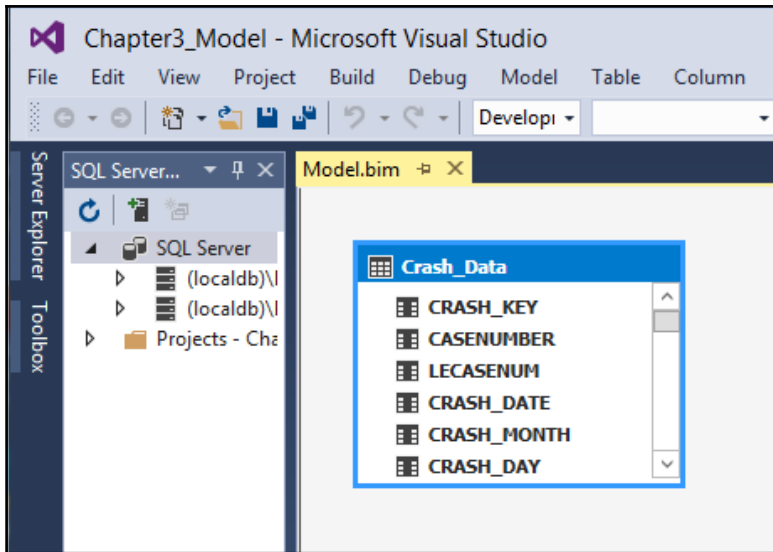 Chapter3_Model - Microsoft Visual Studio
File Edit View Project Build Debug Model Table Column
Developı
Server Explorer
Toolbox
SQL Server...
Model.bim
SQL Server
(localdb)\
(localdb)\
Projects - Cha
Crash_Data
CRASH_KEY
CASENUMBER
LECASENUM
CRASH_DATE
CRASH_MONTH
CRASH_DAY